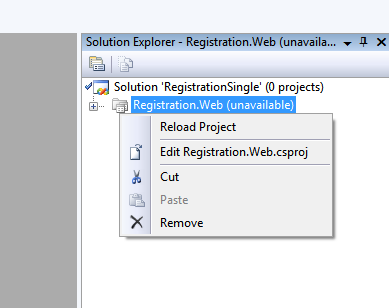 Solution Explorer - Registration.Web (unavaila...
Solution 'RegistrationSingle' (0 projects)
Registration.Web (unavailable)
Reload Project
Edit Registration.Web.csproj
Cut
Paste
Remove